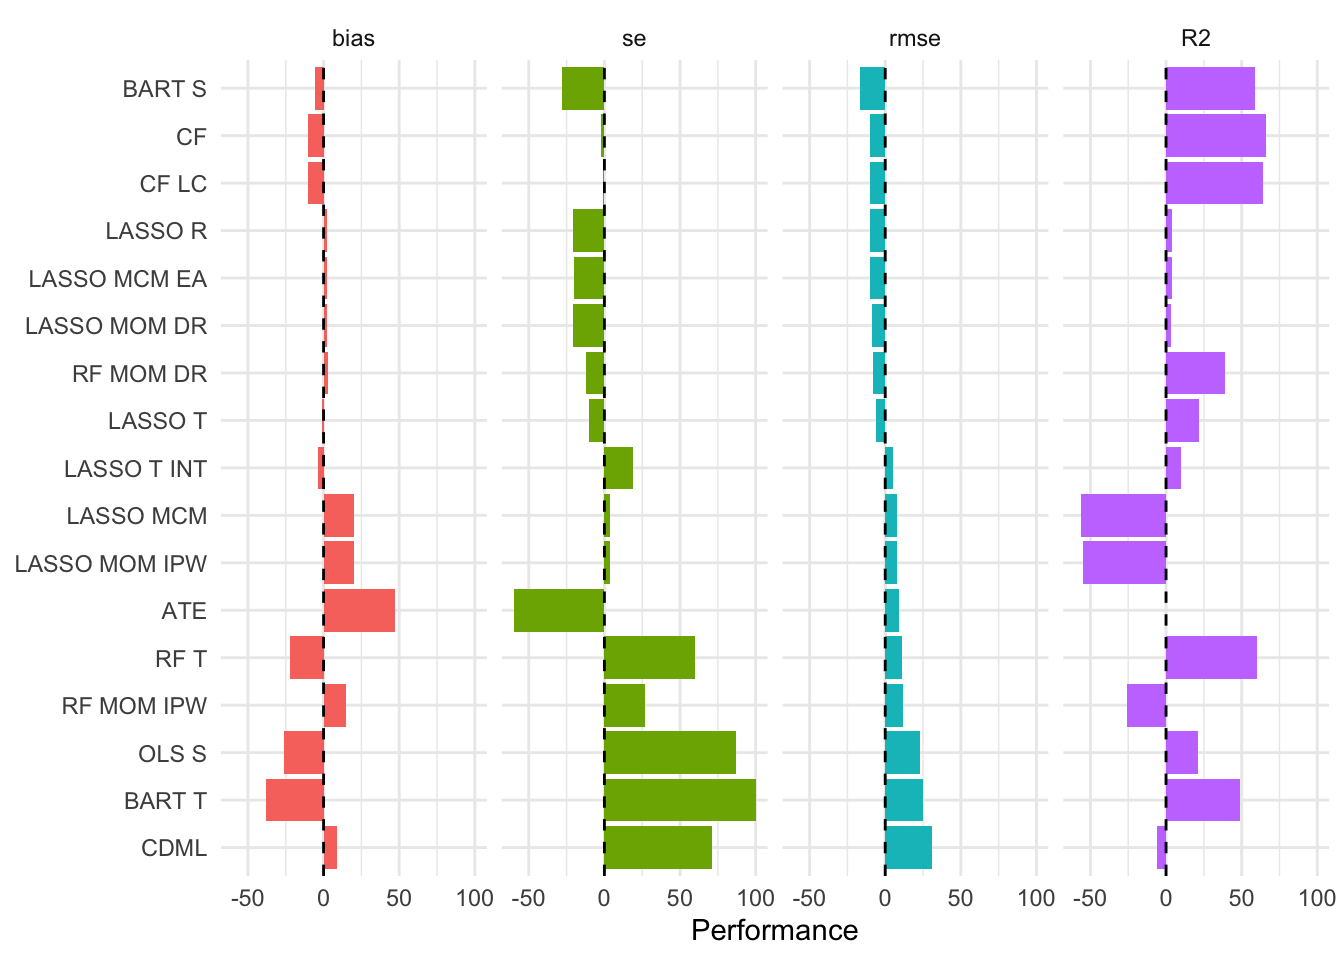 bias se rmse R2
BART S
CF
CF LC
LASSO R
LASSO MCM EA
LASSO MOM DR
RF MOM DR
LASSO T
LASSO T INT
LASSO MCM
LASSO MOM IPW
ATE
RF T
RF MOM IPW
OLS S
BART T
CDML
-50 0 50 100 -50 0 50 100 -50 0 50 100 -50 0 50 100
Performance